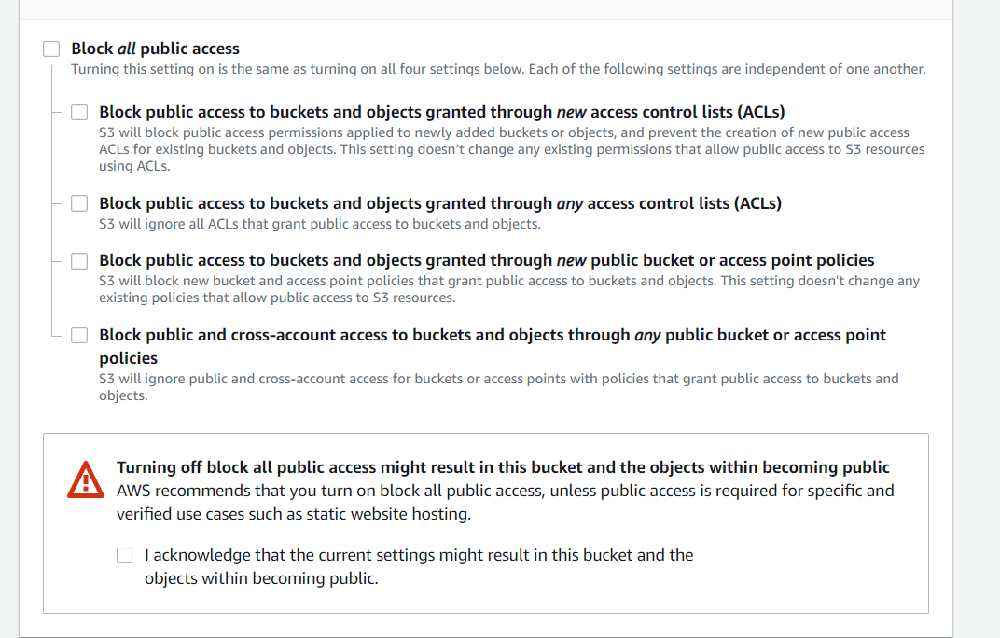 Block all public access
Turning this setting on is the same as turning on all four settings below. Each of the following settings are independent of one another.
Block public access to buckets and objects granted through new access control lists (ACLs)
S3 will block public access permissions applied to newly added buckets or objects, and prevent the creation of new public access
ACLs for existing buckets and objects. This setting doesn't change any existing permissions that allow public access to S3 resources
using ACLs.
Block public access to buckets and objects granted through any access control lists (ACLs)
S3 will ignore all ACLs that grant public access to buckets and objects.
Block public access to buckets and objects granted through new public bucket or access point policies
S3 will block new bucket and access point policies that grant public access to buckets and objects. This setting doesn't change any
existing policies that allow public access to S3 resources.
Block public and cross-account access to buckets and objects through any public bucket or access point
policies
S3 will ignore public and cross-account access for buckets or access points with policies that grant public access to buckets and
objects.
Turning off block all public access might result in this bucket and the objects within becoming public
AWS recommends that you turn on block all public access, unless public access is required for specific and
verified use cases such as static website hosting.
I acknowledge that the current settings might result in this bucket and the
objects within becoming public.